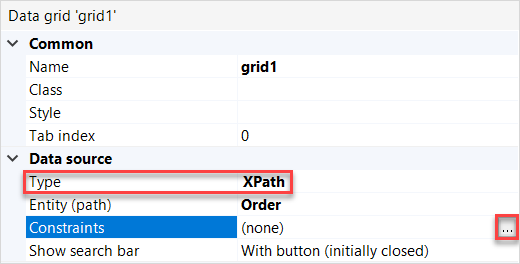 Data grid 'grid1'
Common
Name grid1
Class
Style
Tab index 0
Data source
Type XPath
Entity (path) Order
Constraints (none) ...
Show search bar With button (initially closed)